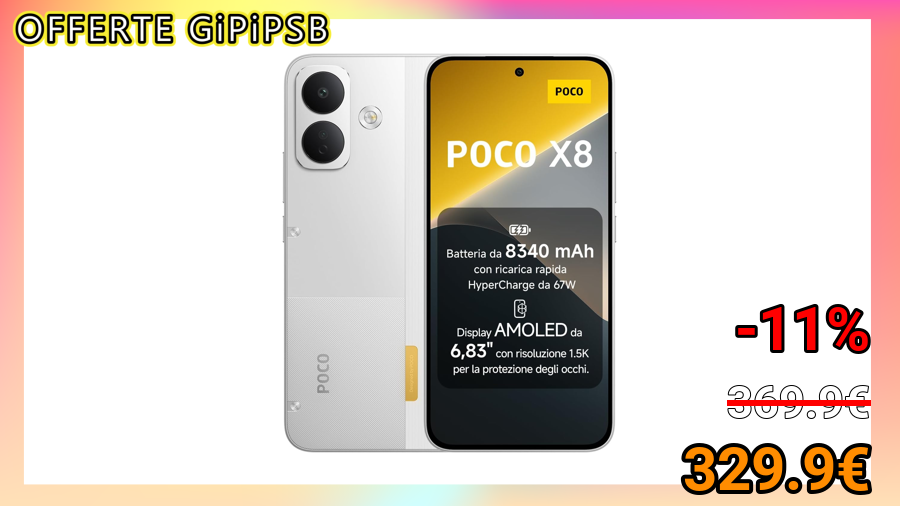 OFFERTE GiPiPSB
POCO
POCO X8
Batteria da 8340 mAh
con ricarica rapida
HyperCharge da 67W
Display AMOLED da
6,83" con risoluzione 1.5K
per la protezione degli occhi.
POCO
-11%
369.9€
329.9€